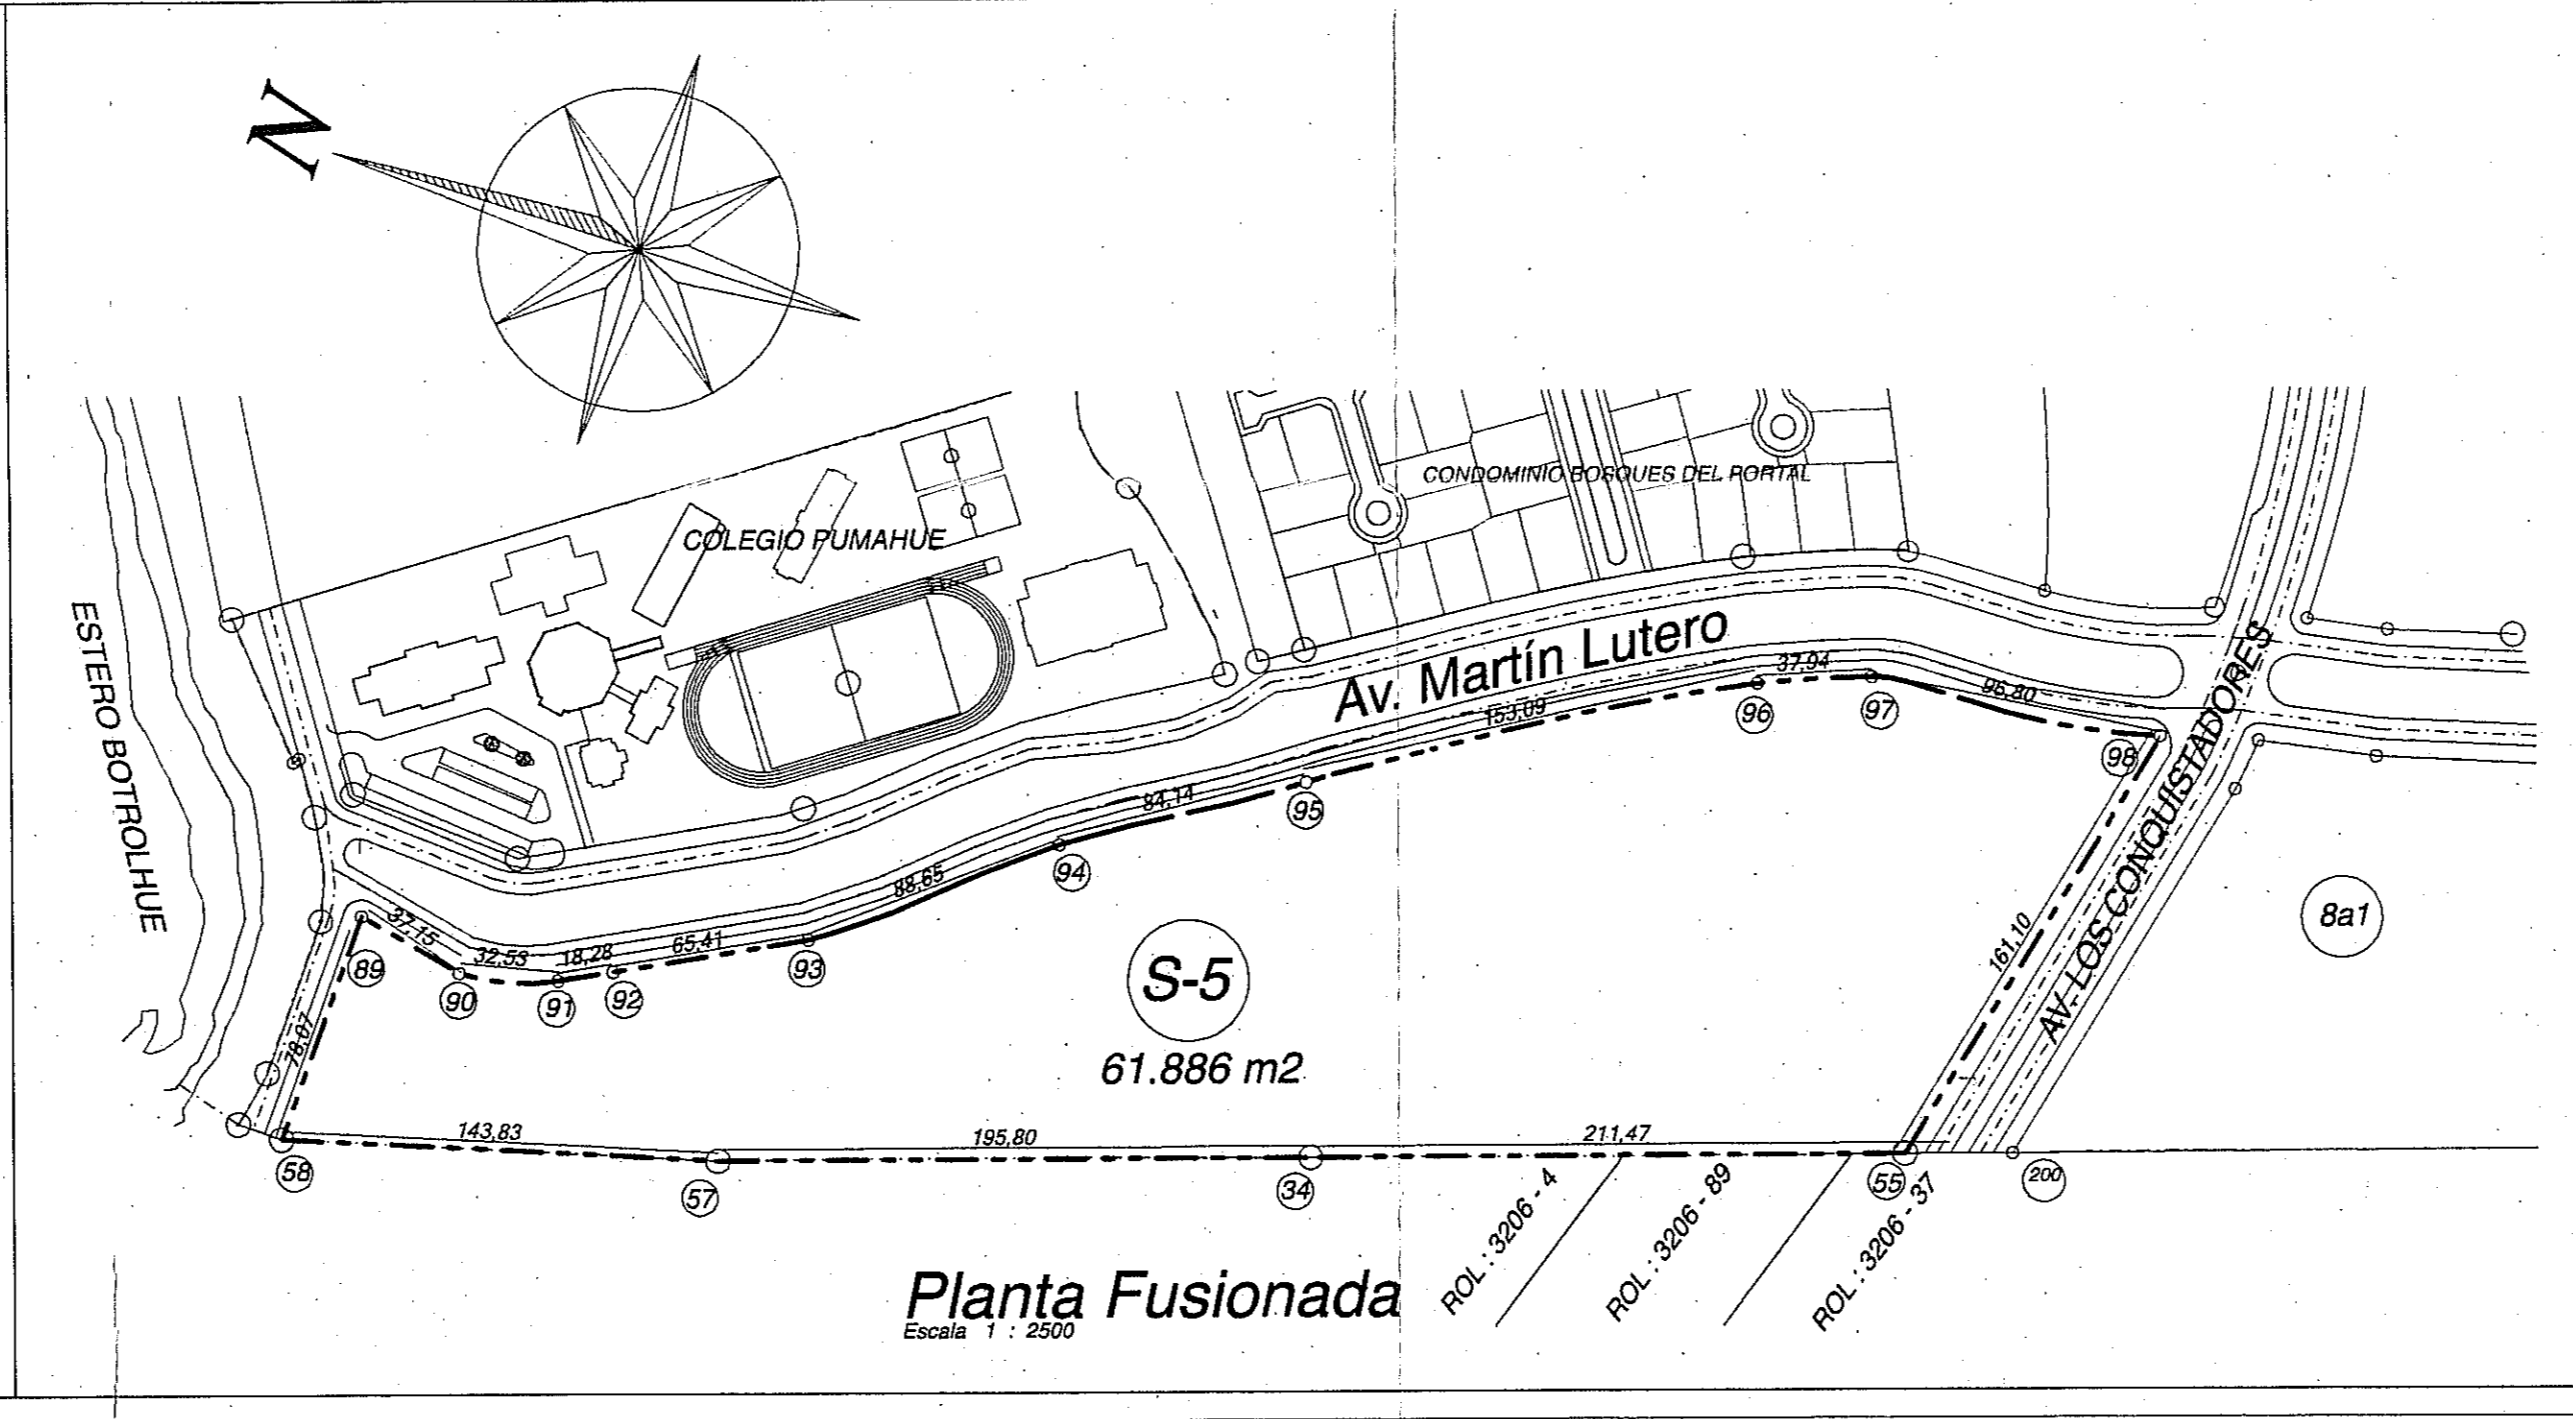 N
CONDOMINIO BOSQUES DEL PORTAL
COLEGIO PUMAHUE
ESTERO BOTROLHUE
Av. Martín Lutero
AV. LOS CONQUISTADORES
37,94
96,80
153,09
96
97
98
84,14
95
88,65
94
37,15
32,53
18,28
65,41
89
90
91
92
93
78,07
161,10
8a1
S-5
61.886 m2
143,83
195,80
211,47
58
57
34
55
200
ROL : 3206 - 4
ROL : 3206 - 89
ROL : 3206 - 37
Planta Fusionada
Escala 1 : 2500